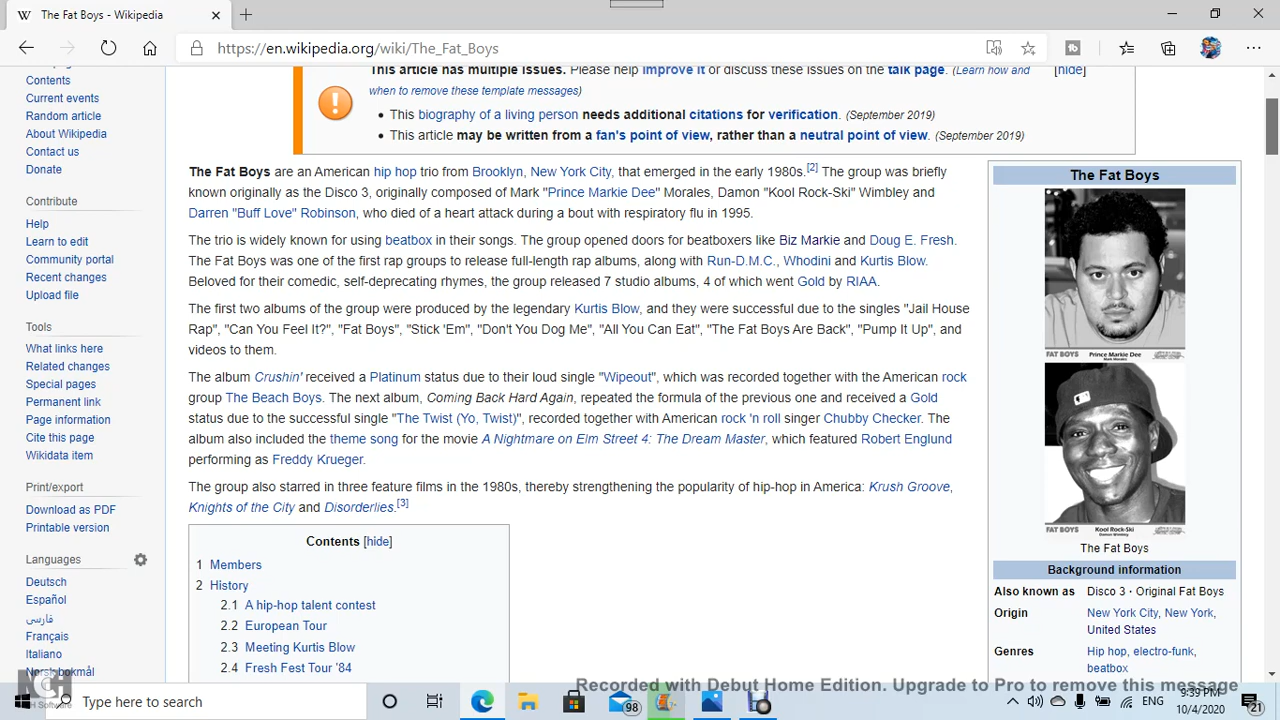 The Fat Boys - Wikipedia
https://en.wikipedia.org/wiki/The_Fat_Boys
Contents
Current events
Random article
About Wikipedia
Contact us
Donate
Contribute
Help
Learn to edit
Community portal
Recent changes
Upload file
Tools
What links here
Related changes
Special pages
Permanent link
Page information
Cite this page
Wikidata item
Print/export
Download as PDF
Printable version
Languages
Deutsch
Español
فارسی
Français
Italiano
Norsk bokmål
This article has multiple issues. Please help improve it or discuss these issues on the talk page. (Learn how and [hide]
when to remove these template messages)
• This biography of a living person needs additional citations for verification. (September 2019)
• This article may be written from a fan's point of view, rather than a neutral point of view. (September 2019)
The Fat Boys are an American hip hop trio from Brooklyn, New York City, that emerged in the early 1980s.[2] The group was briefly
known originally as the Disco 3, originally composed of Mark "Prince Markie Dee" Morales, Damon "Kool Rock-Ski" Wimbley and
Darren "Buff Love" Robinson, who died of a heart attack during a bout with respiratory flu in 1995.
The trio is widely known for using beatbox in their songs. The group opened doors for beatboxers like Biz Markie and Doug E. Fresh.
The Fat Boys was one of the first rap groups to release full-length rap albums, along with Run-D.M.C., Whodini and Kurtis Blow.
Beloved for their comedic, self-deprecating rhymes, the group released 7 studio albums, 4 of which went Gold by RIAA.
The first two albums of the group were produced by the legendary Kurtis Blow, and they were successful due to the singles "Jail House
Rap", "Can You Feel It?", "Fat Boys", "Stick 'Em", "Don't You Dog Me", "All You Can Eat", "The Fat Boys Are Back", "Pump It Up", and
videos to them.
The album Crushin' received a Platinum status due to their loud single "Wipeout", which was recorded together with the American rock
group The Beach Boys. The next album, Coming Back Hard Again, repeated the formula of the previous one and received a Gold
status due to the successful single "The Twist (Yo, Twist)", recorded together with American rock 'n roll singer Chubby Checker. The
album also included the theme song for the movie A Nightmare on Elm Street 4: The Dream Master, which featured Robert Englund
performing as Freddy Krueger.
The group also starred in three feature films in the 1980s, thereby strengthening the popularity of hip-hop in America: Krush Groove,
Knights of the City and Disorderlies.[3]
Contents [hide]
1 Members
2 History
2.1 A hip-hop talent contest
2.2 European Tour
2.3 Meeting Kurtis Blow
2.4 Fresh Fest Tour '84
The Fat Boys
FAT BOYS Prince Markie Dee
Mark Morales
FAT BOYS Kool Rock-Ski
Damon Wimbley
The Fat Boys
Background information
Also known as Disco 3 · Original Fat Boys
Origin New York City, New York,
United States
Genres Hip hop, electro-funk,
beatbox
Recorded with Debut Home Edition. Upgrade to Pro to remove this message
NCH Software
Type here to search
98
ENG
9:39 PM
10/4/2020
21